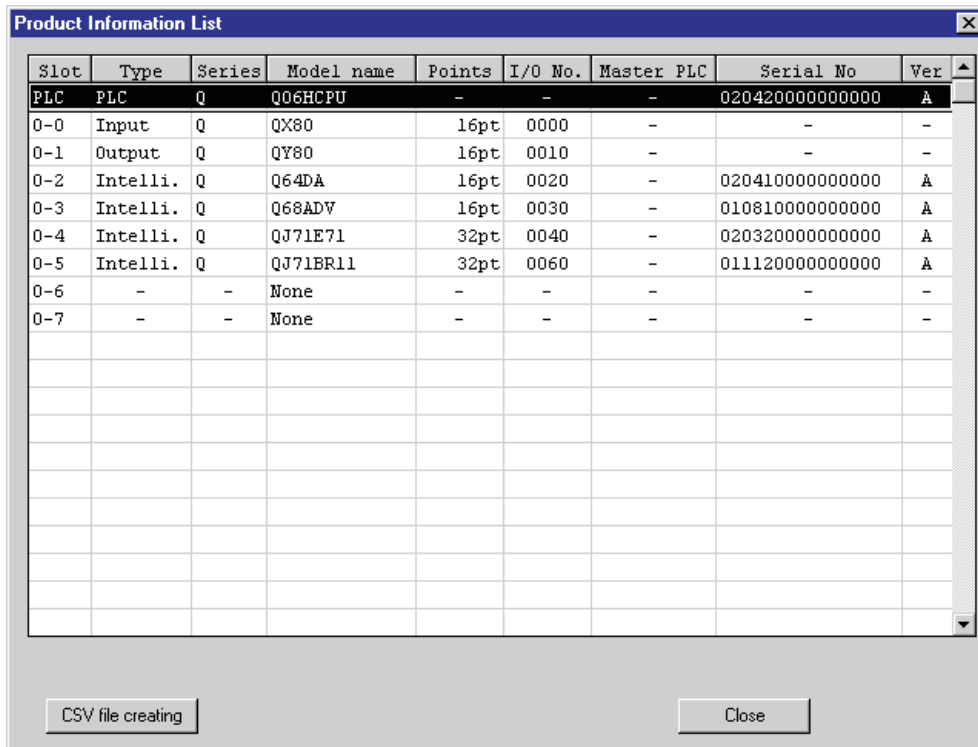 Product Information List
Slot Type Series Model name Points I/O No. Master PLC Serial No Ver
PLC PLC Q Q06HCPU - - - 020420000000000 A
0-0 Input Q QX80 16pt 0000 - - -
0-1 Output Q QY80 16pt 0010 - - -
0-2 Intelli. Q Q64DA 16pt 0020 - 020410000000000 A
0-3 Intelli. Q Q68ADV 16pt 0030 - 010810000000000 A
0-4 Intelli. Q QJ71E71 32pt 0040 - 020320000000000 A
0-5 Intelli. Q QJ71BR11 32pt 0060 - 011120000000000 A
0-6 - - None - - - - -
0-7 - - None - - - - -
CSV file creating Close